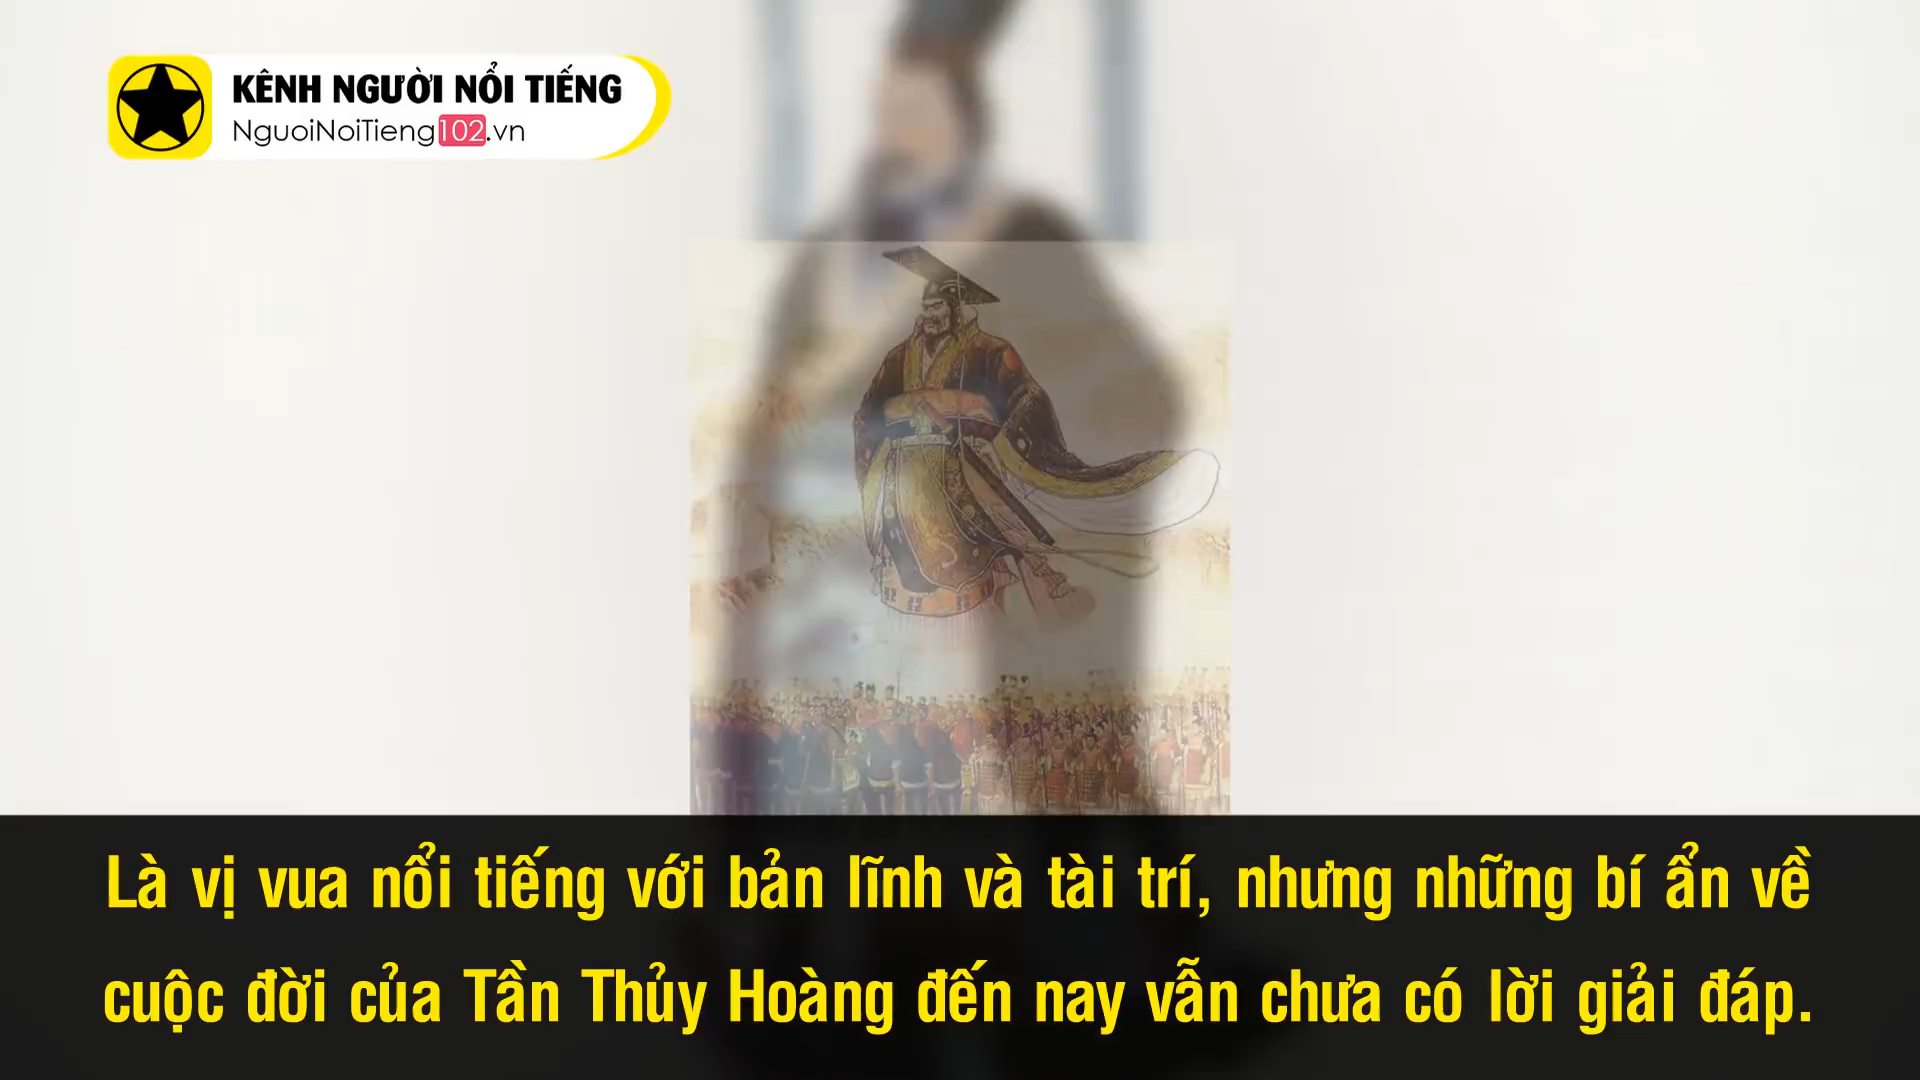 KÊNH NGƯỜI NỔI TIẾNG
NguoiNoiTieng102.vn
Là vị vua nổi tiếng với bản lĩnh và tài trí, nhưng những bí ẩn về
cuộc đời của Tần Thủy Hoàng đến nay vẫn chưa có lời giải đáp.